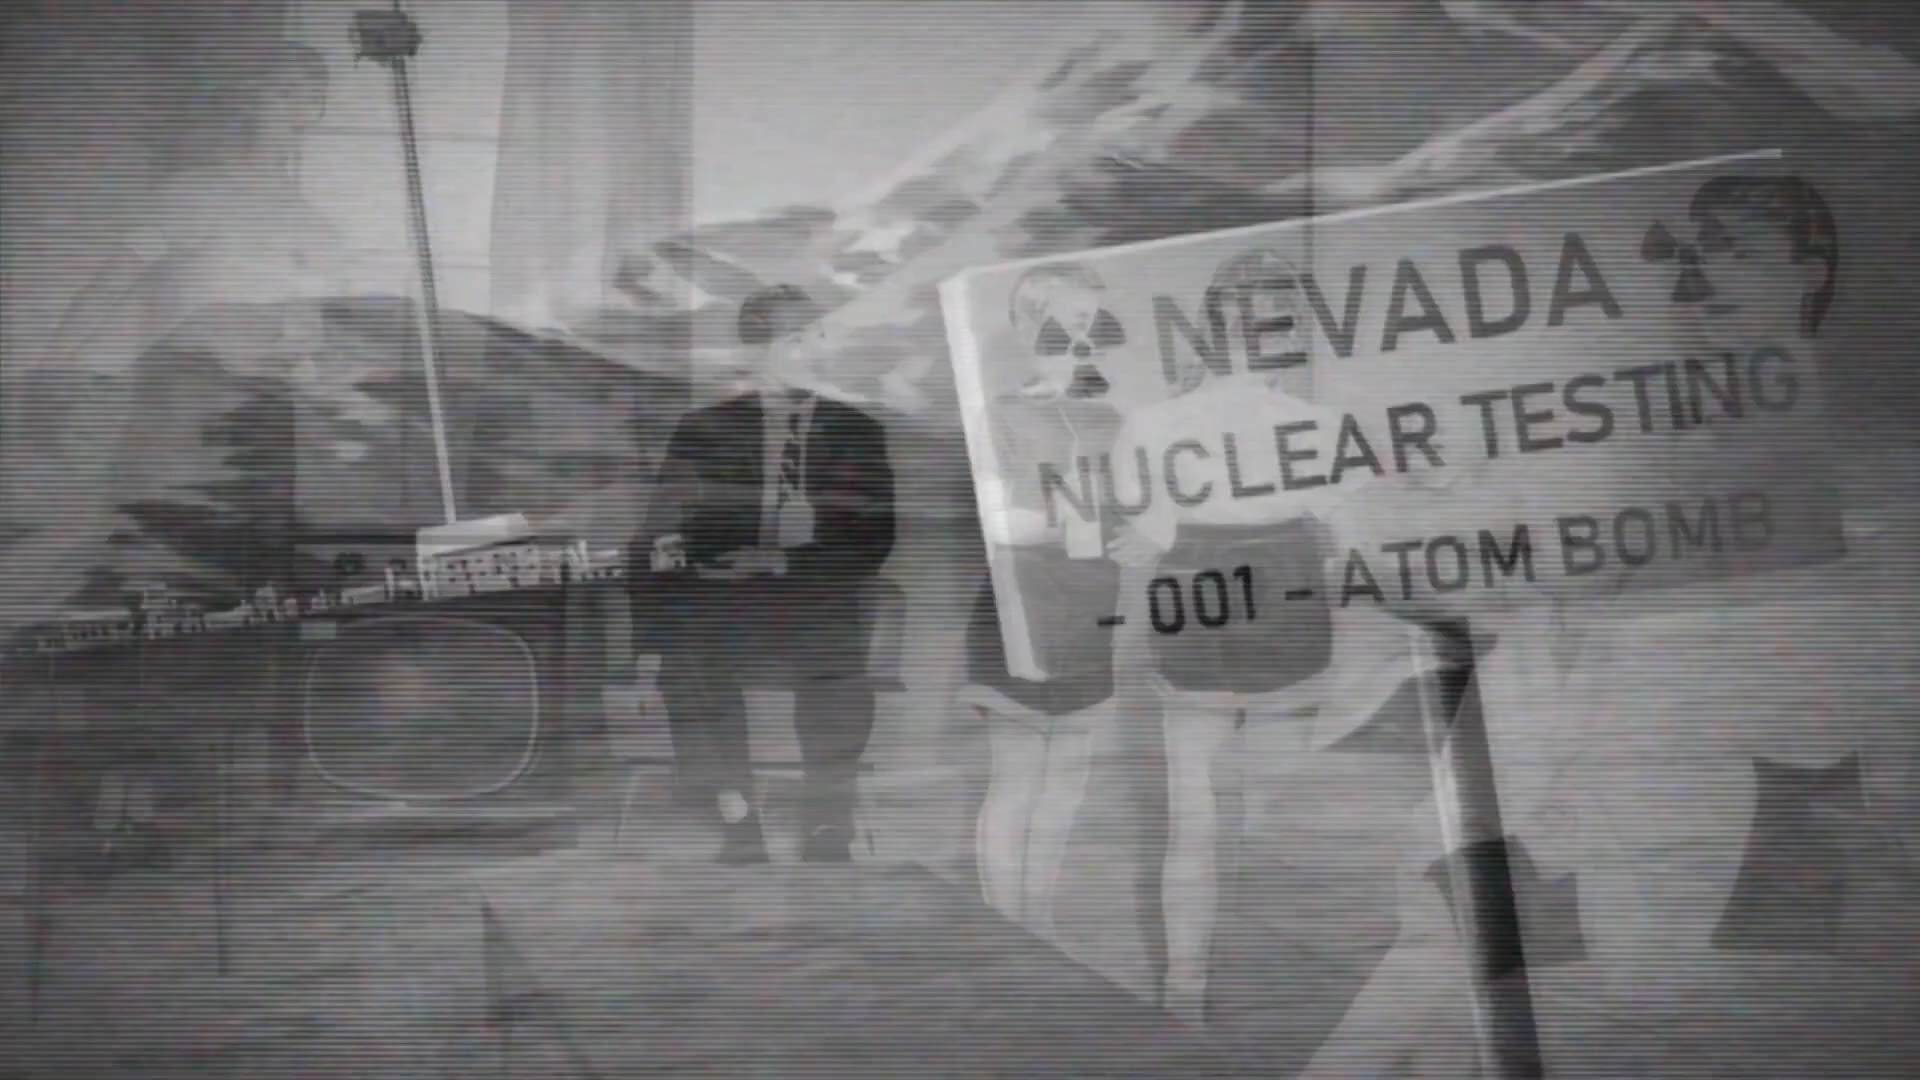 NEVADA
NUCLEAR TESTING
- 001 - ATOM BOMB